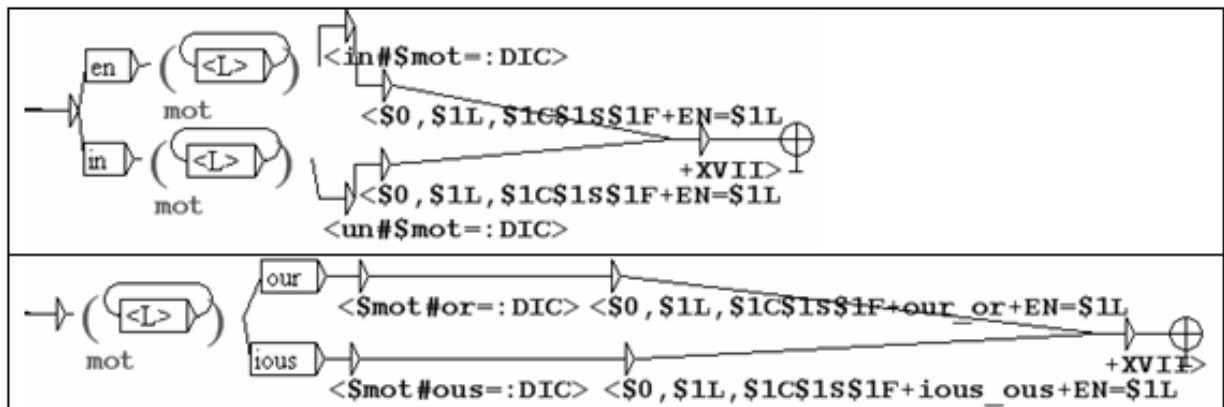 en ( <L> )
mot
<in#$mot=:DIC>
<$0,$1L,$1C$1S$1F+EN=$1L
in ( <L> )
mot
+XVII>
<$0,$1L,$1C$1S$1F+EN=$1L
<un#$mot=:DIC>
our
<$mot#or=:DIC> <$0,$1L,$1C$1S$1F+our_or+EN=$1L
( <L> )
mot
ious
+XVII>
<$mot#ous=:DIC> <$0,$1L,$1C$1S$1F+ious_ous+EN=$1L